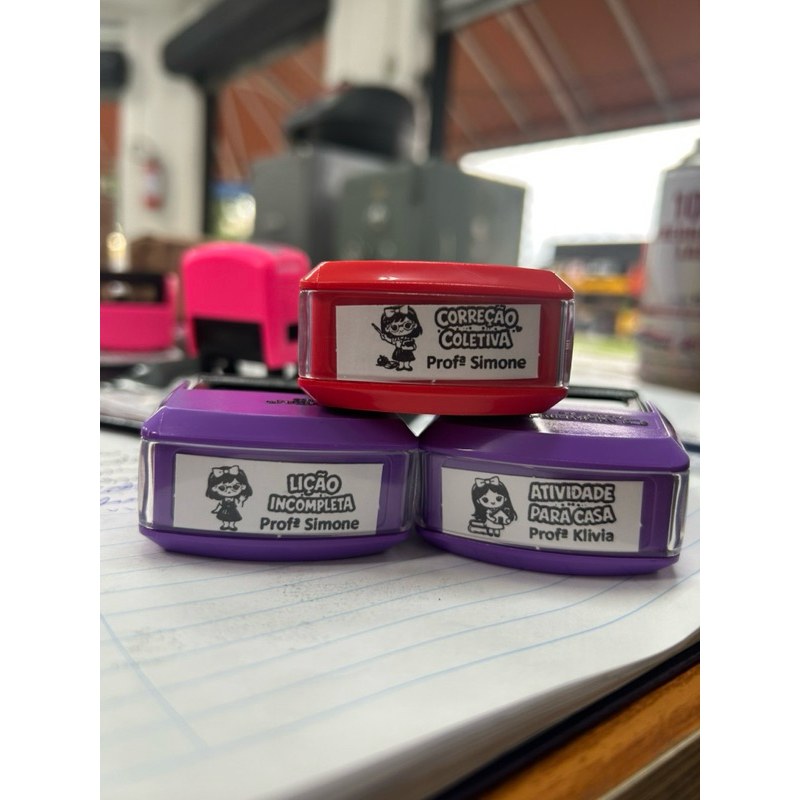 CORREÇÃO
COLETIVA
Profª Simone
LIÇÃO
INCOMPLETA
Profª Simone
ATIVIDADE
PARA CASA
Profª Klivia